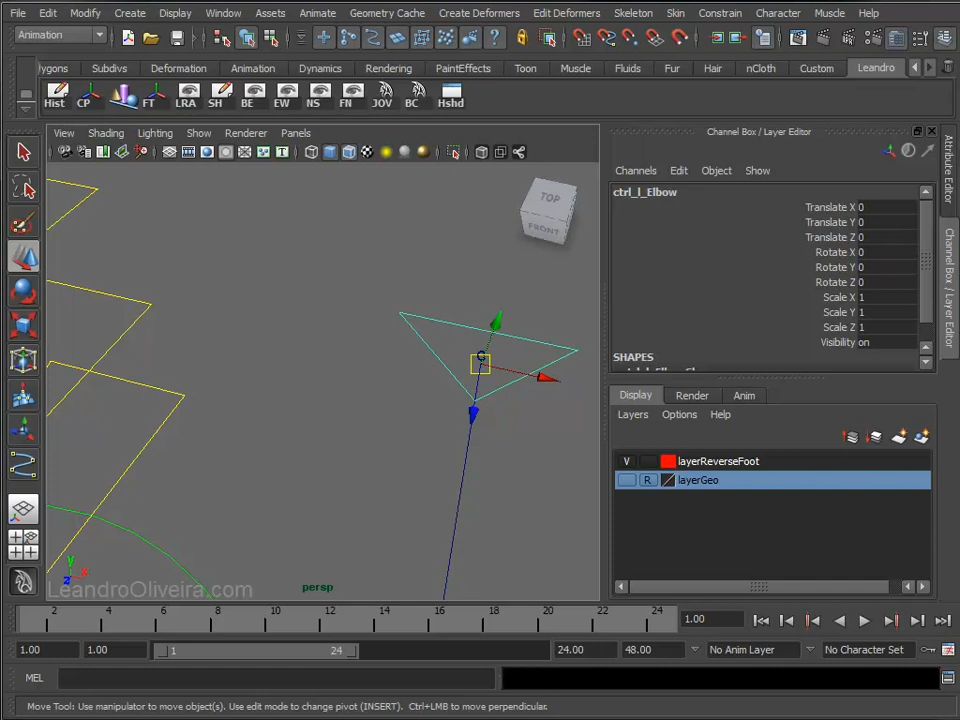 File Edit Modify Create Display Window Assets Animate Geometry Cache Create Deformers Edit Deformers Skeleton Skin Constrain Character Muscle Help
Animation
olygons Subdivs Deformation Animation Dynamics Rendering PaintEffects Toon Muscle Fluids Fur Hair nCloth Custom Leandro
Hist CP FT LRA SH BE EW NS FN JOV BC Hshd
View Shading Lighting Show Renderer Panels
TOP
FRONT
y
z x
LeandroOliveira.com
persp
Channel Box / Layer Editor
Channels Edit Object Show
ctrl_l_Elbow
Translate X 0
Translate Y 0
Translate Z 0
Rotate X 0
Rotate Y 0
Rotate Z 0
Scale X 1
Scale Y 1
Scale Z 1
Visibility on
SHAPES
Display Render Anim
Layers Options Help
V layerReverseFoot
R layerGeo
Attribute Editor
Channel Box / Layer Editor
2 4 6 8 10 12 14 16 18 20 22 24 1.00
1.00 1.00 1 24 24.00 48.00 No Anim Layer No Character Set
MEL
Move Tool: Use manipulator to move object(s). Use edit mode to change pivot (INSERT). Ctrl+LMB to move perpendicular.